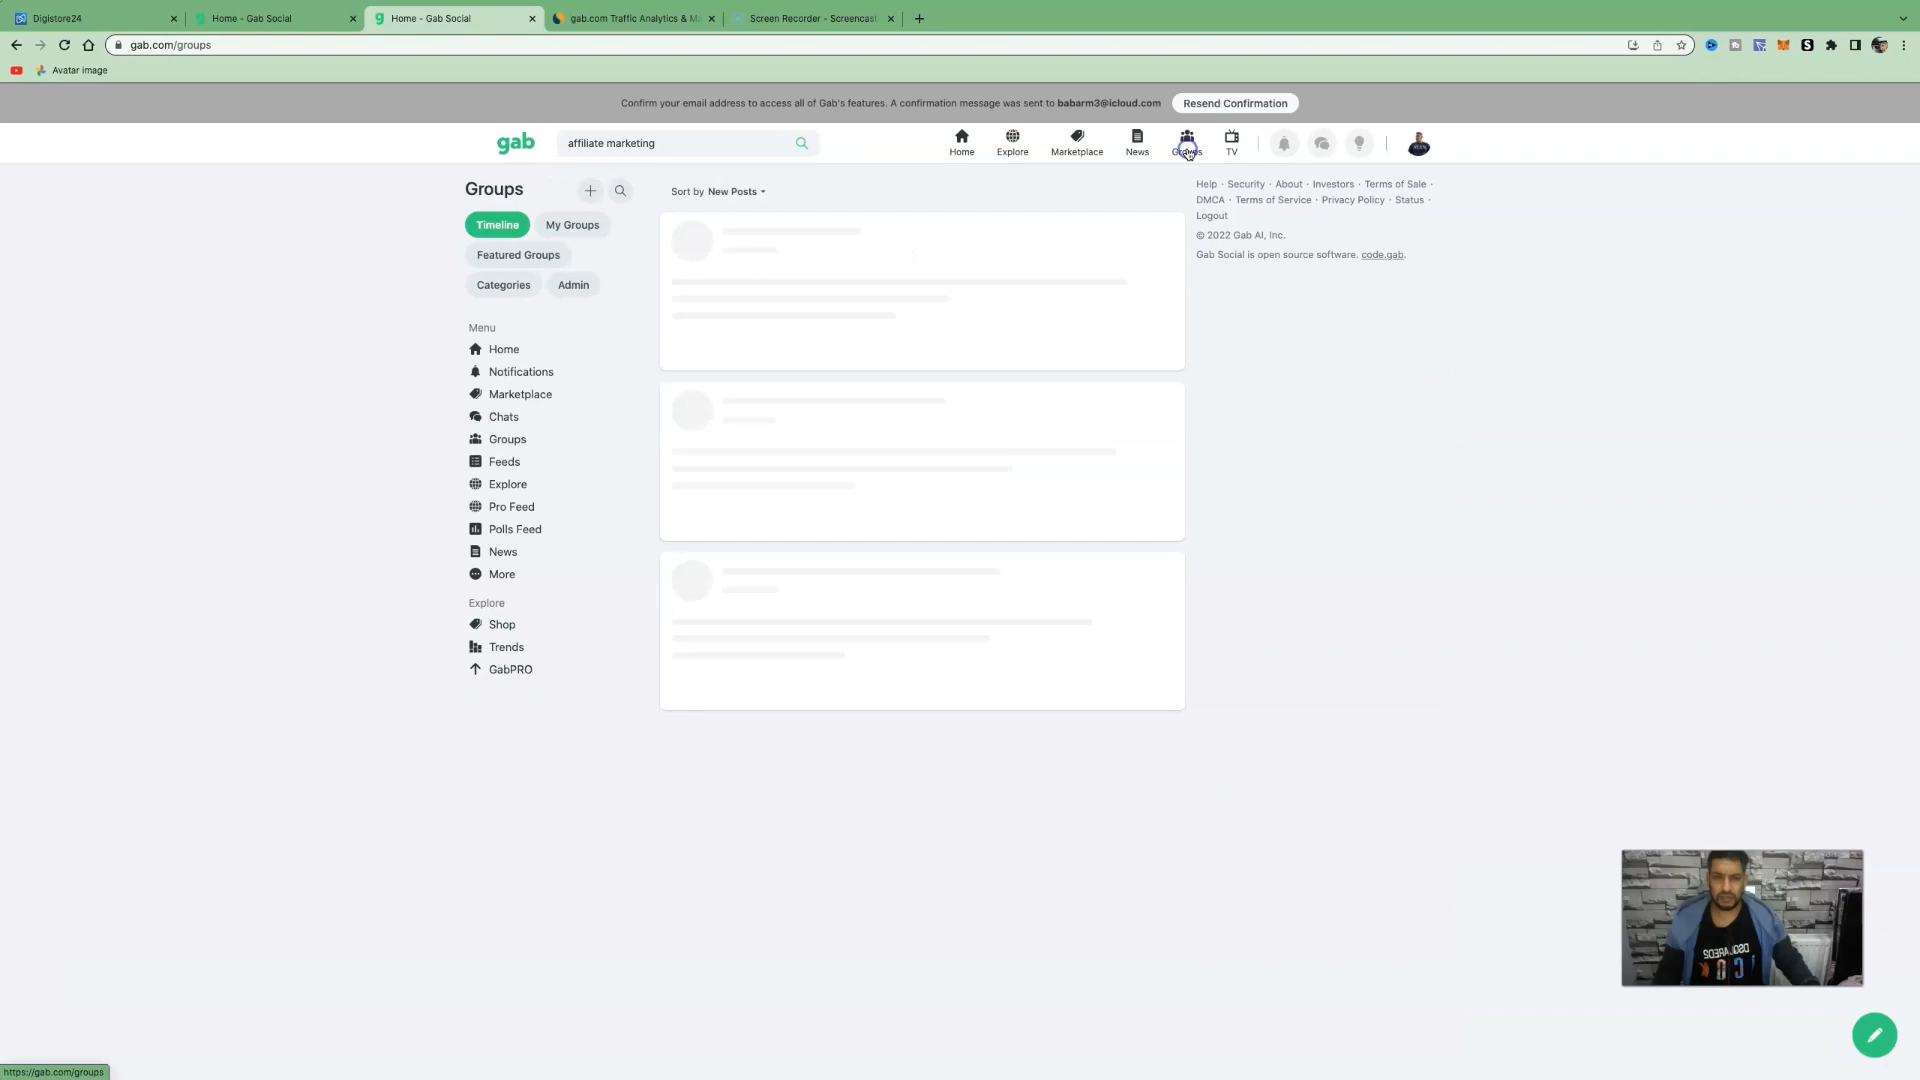 Digistore24
Home - Gab Social
Home - Gab Social
gab.com Traffic Analytics & Ma
Screen Recorder - Screencast
gab.com/groups
Avatar image
Confirm your email address to access all of Gab's features. A confirmation message was sent to babarm3@icloud.com
Resend Confirmation
gab
affiliate marketing
Home
Explore
Marketplace
News
Groups
TV
Groups
Timeline
My Groups
Featured Groups
Categories
Admin
Menu
Home
Notifications
Marketplace
Chats
Groups
Feeds
Explore
Pro Feed
Polls Feed
News
More
Explore
Shop
Trends
GabPRO
Sort by New Posts
Help · Security · About · Investors · Terms of Sale ·
DMCA · Terms of Service · Privacy Policy · Status ·
Logout
© 2022 Gab AI, Inc.
Gab Social is open source software. code.gab.
https://gab.com/groups